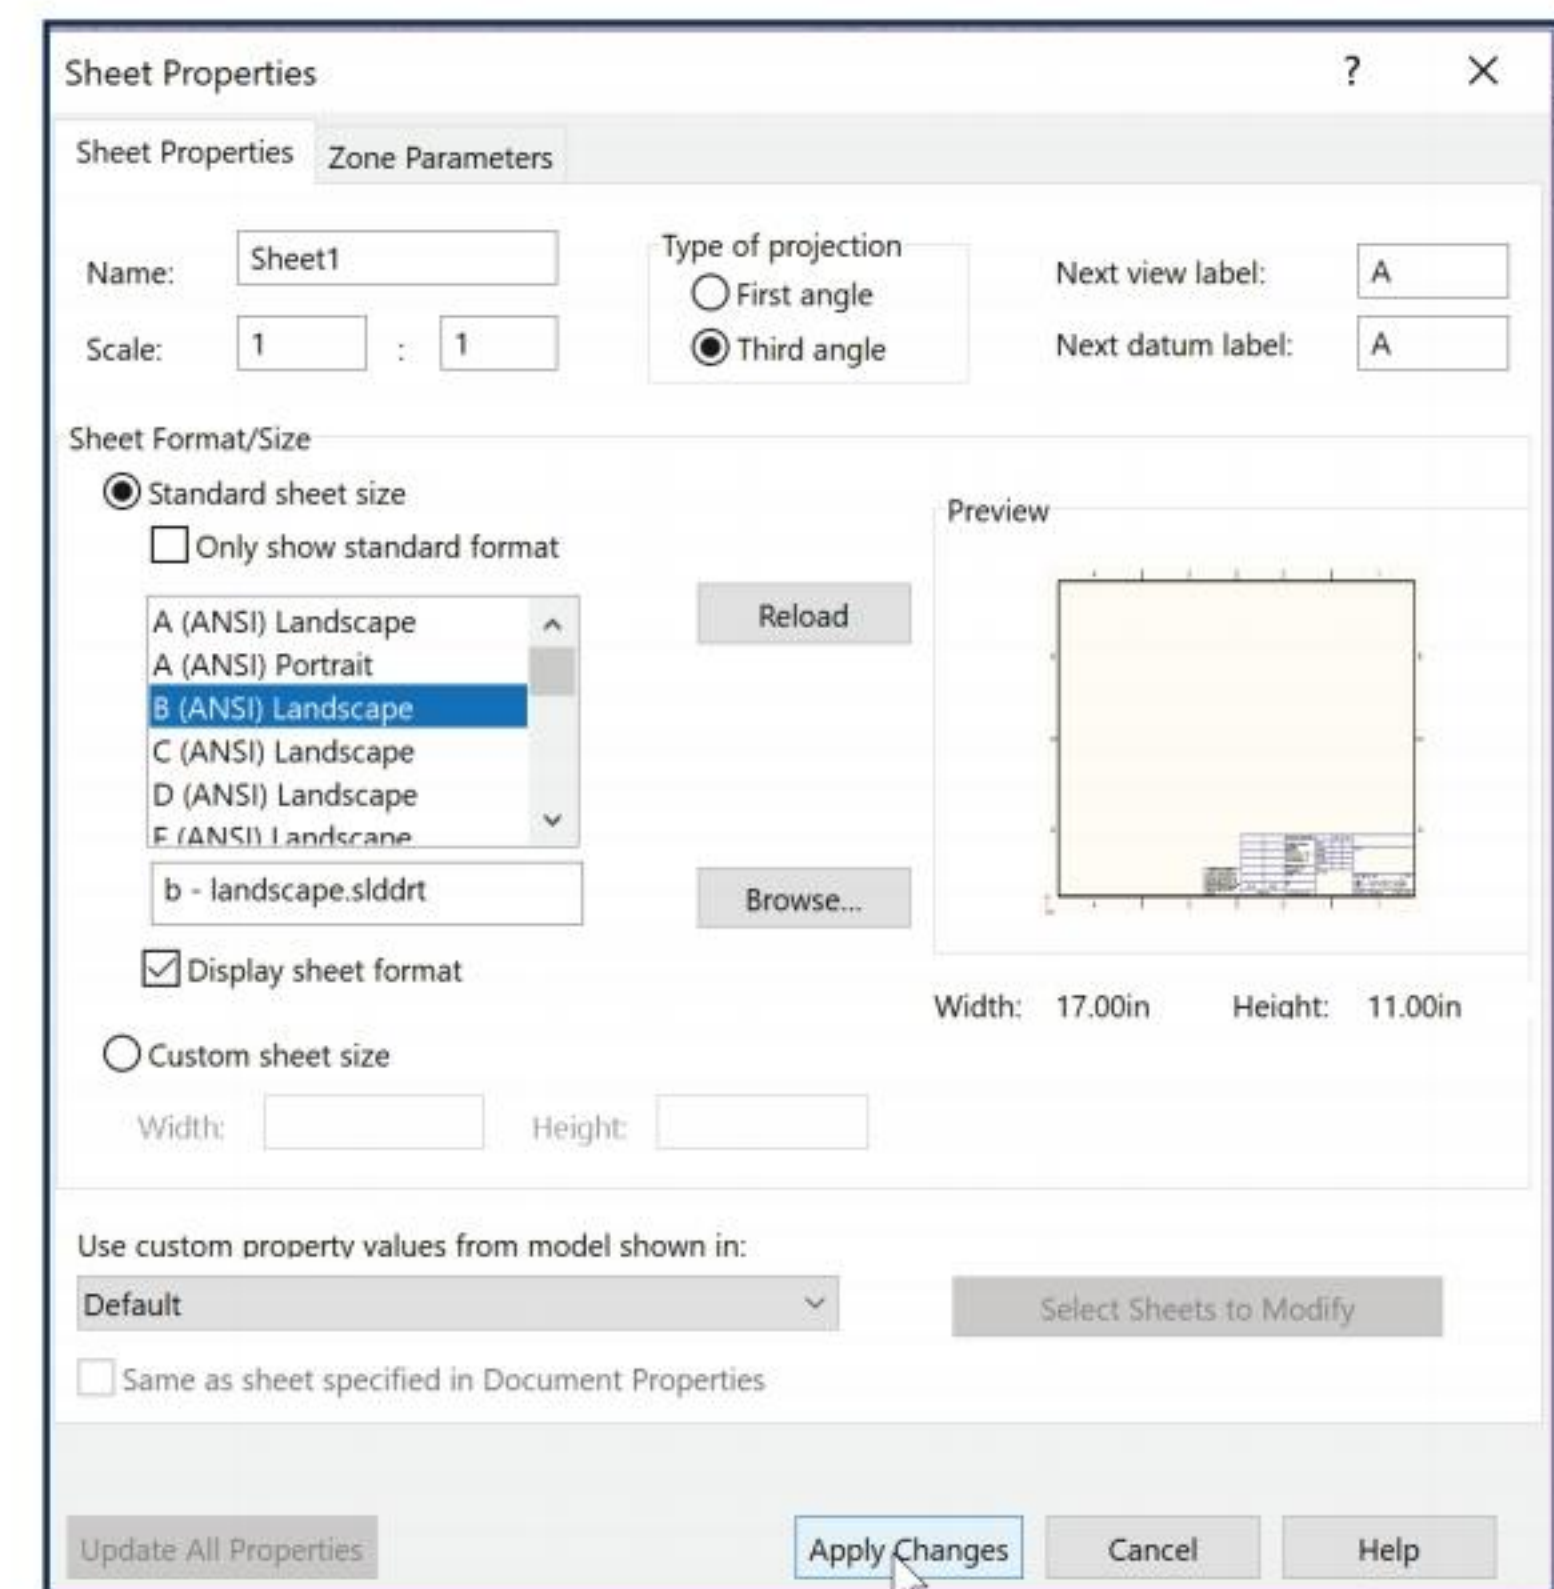 Sheet Properties ?
Sheet Properties Zone Parameters
Name: Sheet1
Scale: 1 : 1
Type of projection
First angle
Third angle
Next view label: A
Next datum label: A
Sheet Format/Size
Standard sheet size
Only show standard format
A (ANSI) Landscape
A (ANSI) Portrait
B (ANSI) Landscape
C (ANSI) Landscape
D (ANSI) Landscape
E (ANSI) Landscape
b - landscape.slddrt
Display sheet format
Reload
Browse...
Preview
Width: 17.00in Height: 11.00in
Custom sheet size
Width: Height:
Use custom property values from model shown in:
Default
Select Sheets to Modify
Same as sheet specified in Document Properties
Update All Properties Apply Changes Cancel Help